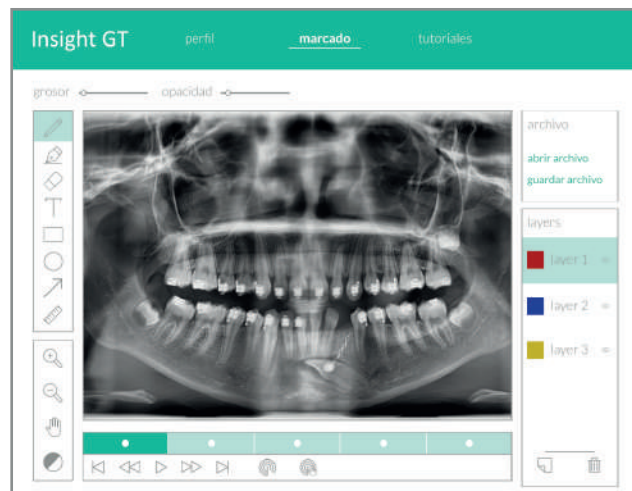 Insight GT perfil marcado tutoriales
grosor opacidad
archivo
abrir archivo
guardar archivo
layers
layer 1
layer 2
layer 3